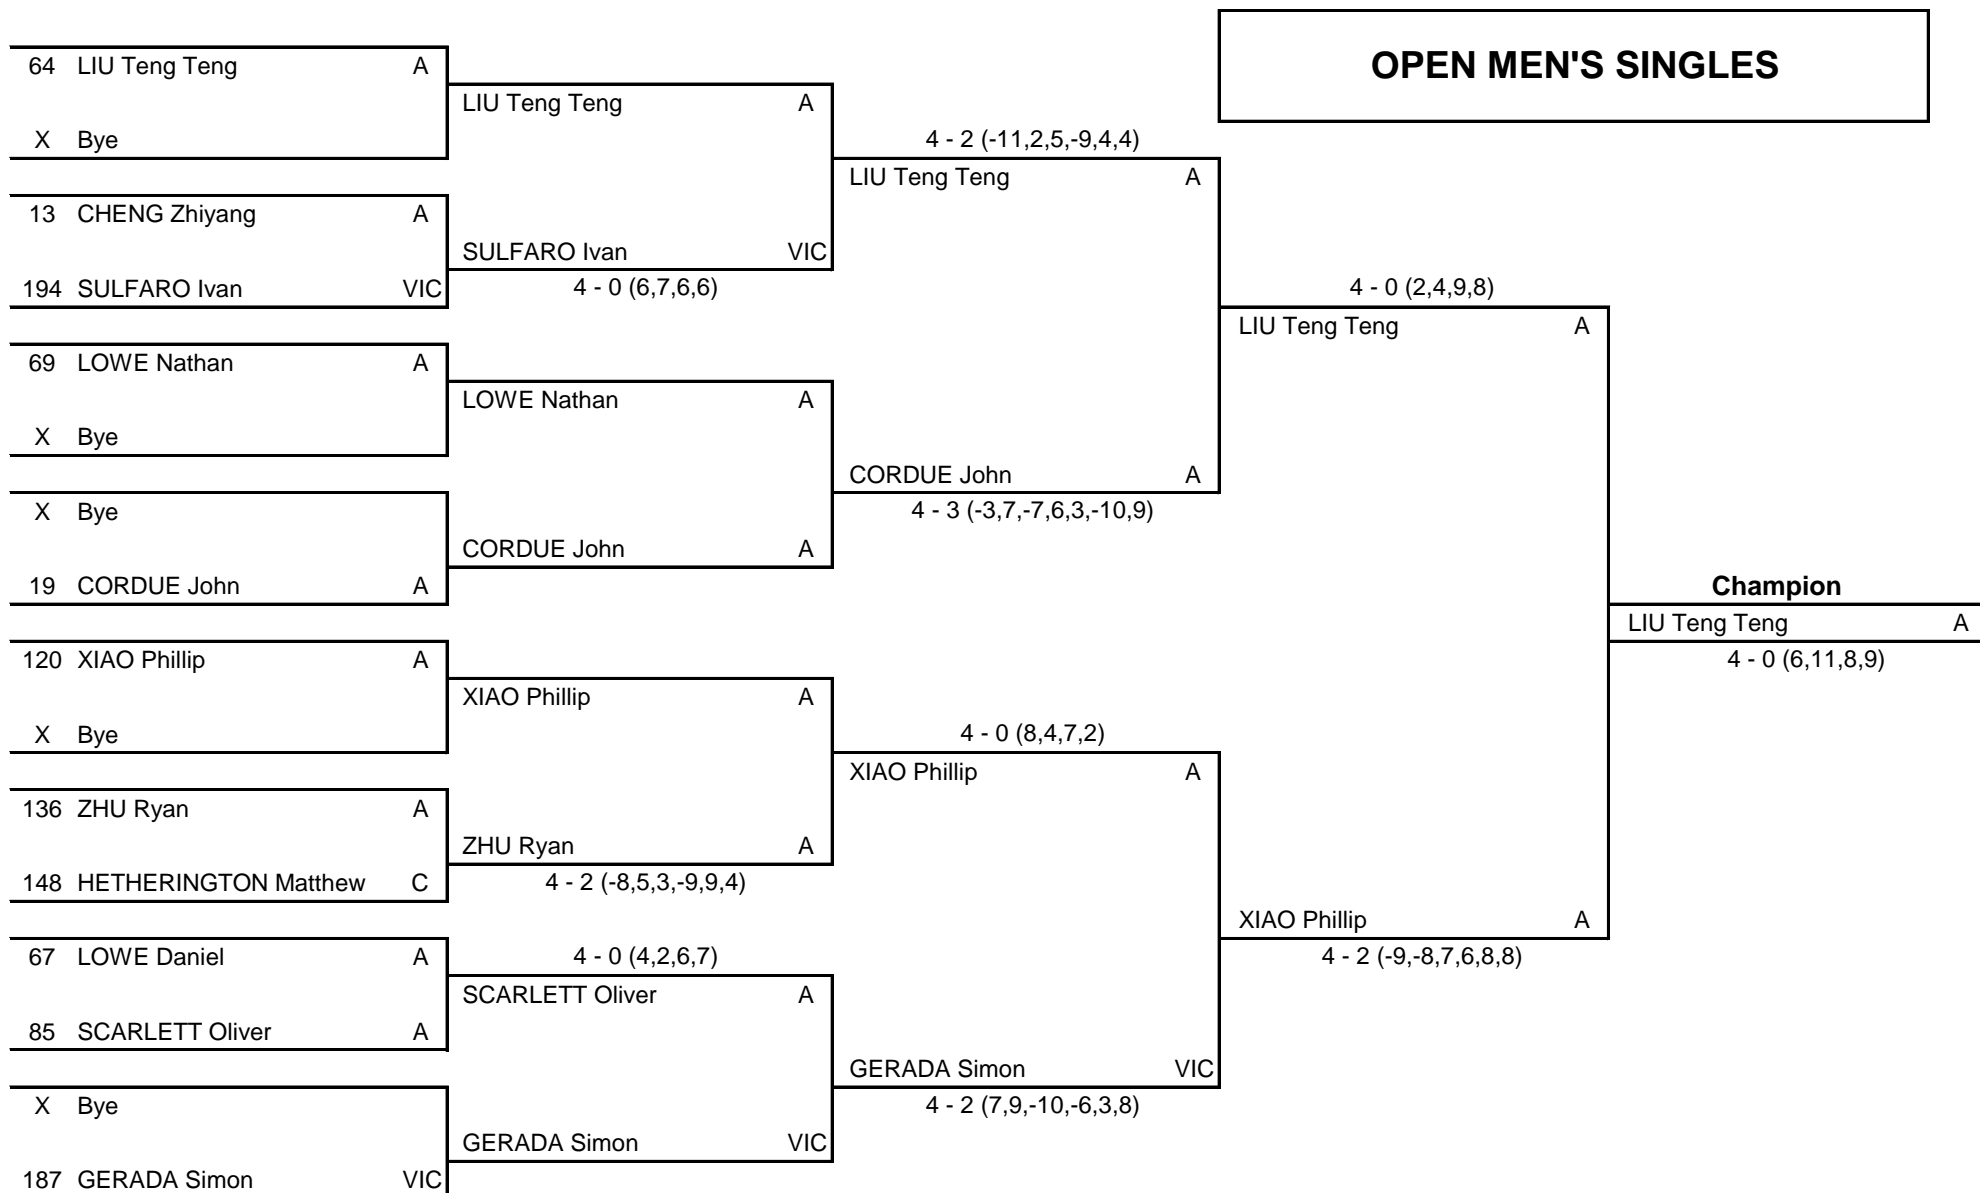 OPEN MEN'S SINGLES
64 LIU Teng Teng A
LIU Teng Teng A
X Bye
4 - 2 (-11,2,5,-9,4,4)
LIU Teng Teng A
13 CHENG Zhiyang A
SULFARO Ivan VIC
194 SULFARO Ivan VIC
4 - 0 (6,7,6,6)
4 - 0 (2,4,9,8)
LIU Teng Teng A
69 LOWE Nathan A
LOWE Nathan A
X Bye
CORDUE John A
X Bye
4 - 3 (-3,7,-7,6,3,-10,9)
CORDUE John A
19 CORDUE John A
Champion
LIU Teng Teng A
120 XIAO Phillip A
4 - 0 (6,11,8,9)
XIAO Phillip A
X Bye
4 - 0 (8,4,7,2)
XIAO Phillip A
136 ZHU Ryan A
ZHU Ryan A
148 HETHERINGTON Matthew C
4 - 2 (-8,5,3,-9,9,4)
XIAO Phillip A
67 LOWE Daniel A
4 - 0 (4,2,6,7)
4 - 2 (-9,-8,7,6,8,8)
SCARLETT Oliver A
85 SCARLETT Oliver A
GERADA Simon VIC
X Bye
4 - 2 (7,9,-10,-6,3,8)
GERADA Simon VIC
187 GERADA Simon VIC